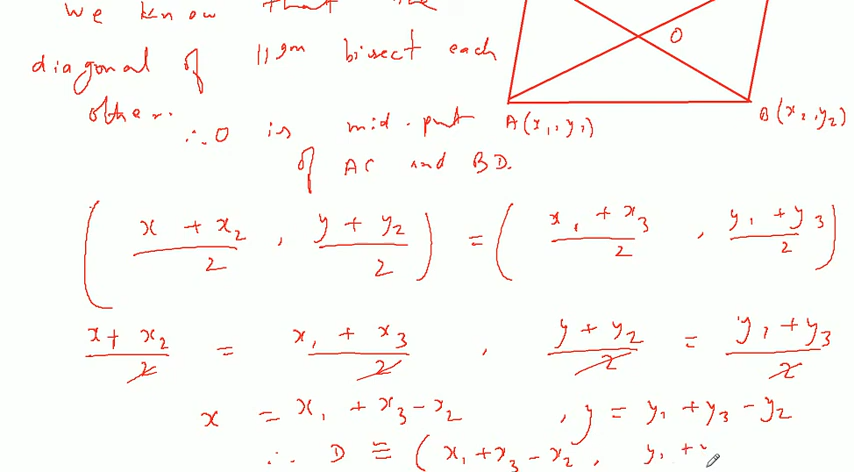 We know that the
diagonal of ||gm bisect each
other.
∴ O is mid-point
of AC and BD.
O
A(x₁, y₁)
B(x₂, y₂)
( x + x₂ / 2 , y + y₂ / 2 ) = ( x₁ + x₃ / 2 , y₁ + y₃ / 2 )
x + x₂ / 2 = x₁ + x₃ / 2 , y + y₂ / 2 = y₁ + y₃ / 2
x = x₁ + x₃ - x₂ , y = y₁ + y₃ - y₂
∴ D ≡ ( x₁ + x₃ - x₂ , y₁ +